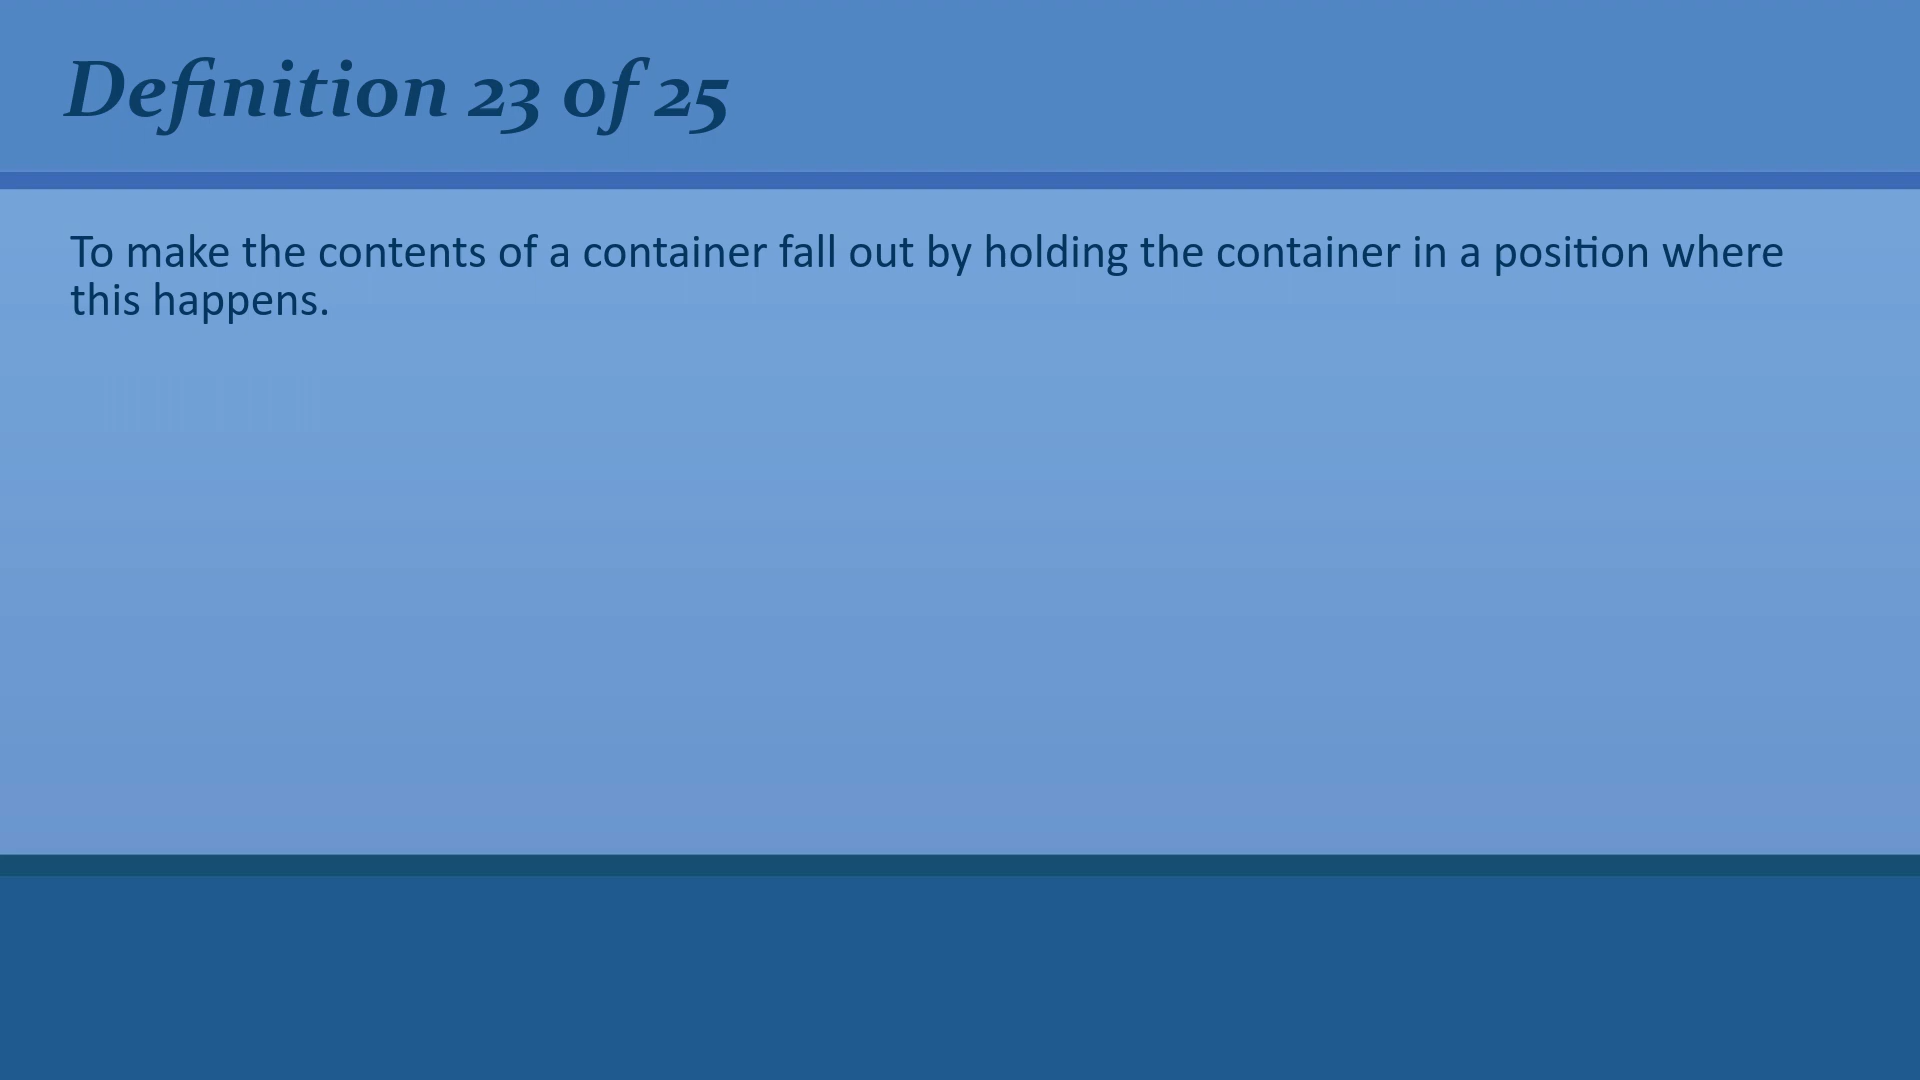 Definition 23 of 25
To make the contents of a container fall out by holding the container in a position where
this happens.